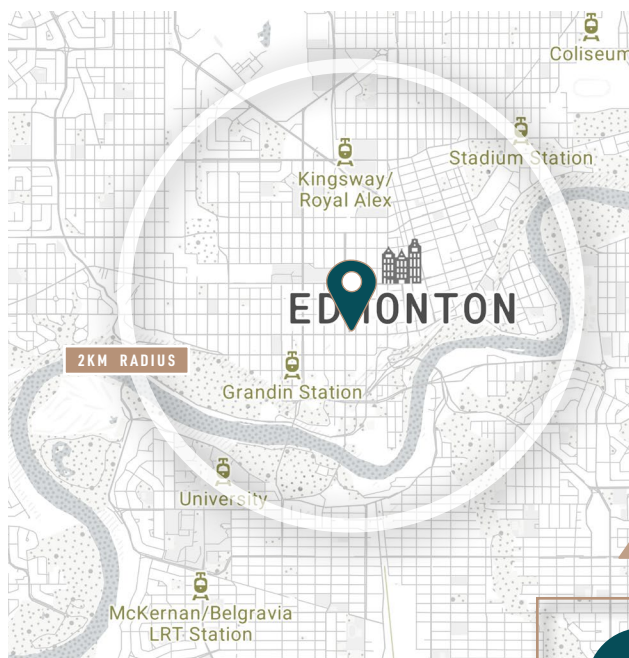 Coliseum
Stadium Station
Kingsway/
Royal Alex
EDMONTON
2KM RADIUS
Grandin Station
University
McKernan/Belgravia
LRT Station